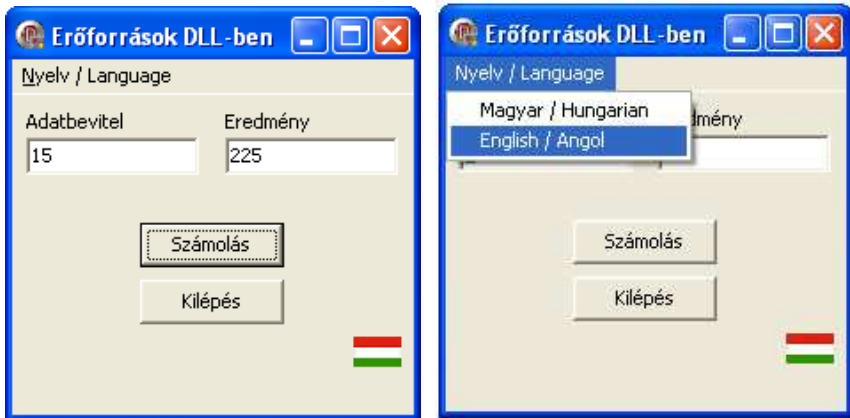 Erőforrások DLL-ben
Nyelv / Language
Adatbevitel Eredmény
15 225
Számolás
Kilépés
Erőforrások DLL-ben
Nyelv / Language
Magyar / Hungarian
English / Angol
Számolás
Kilépés